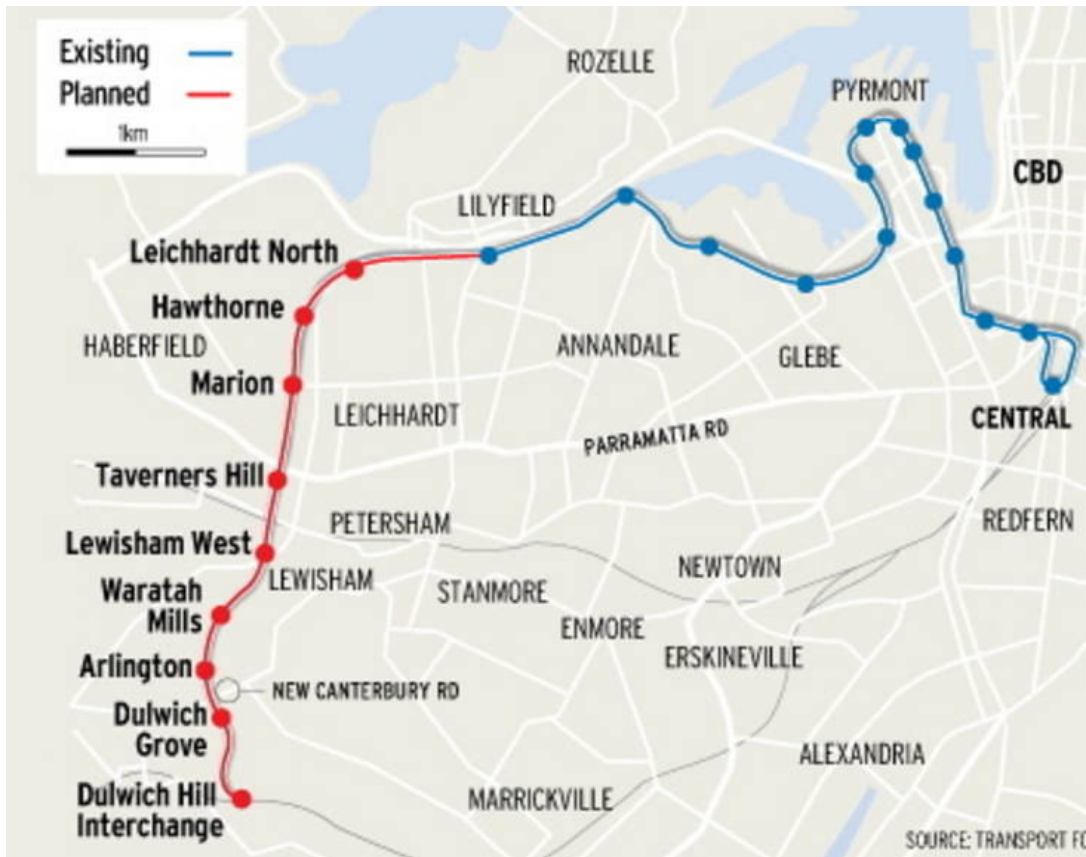 Existing
Planned
1km
ROZELLE
PYRMONT
CBD
LILYFIELD
Leichhardt North
Hawthorne
HABERFIELD
ANNANDALE
GLEBE
Marion
LEICHHARDT
CENTRAL
PARRAMATTA RD
Taverners Hill
PETERSHAM
REDFERN
Lewisham West
LEWISHAM
NEWTOWN
STANMORE
Waratah
Mills
ENMORE
ERSKINEVILLE
Arlington
NEW CANTERBURY RD
Dulwich
Grove
ALEXANDRIA
Dulwich Hill
Interchange
MARRICKVILLE
SOURCE: TRANSPORT